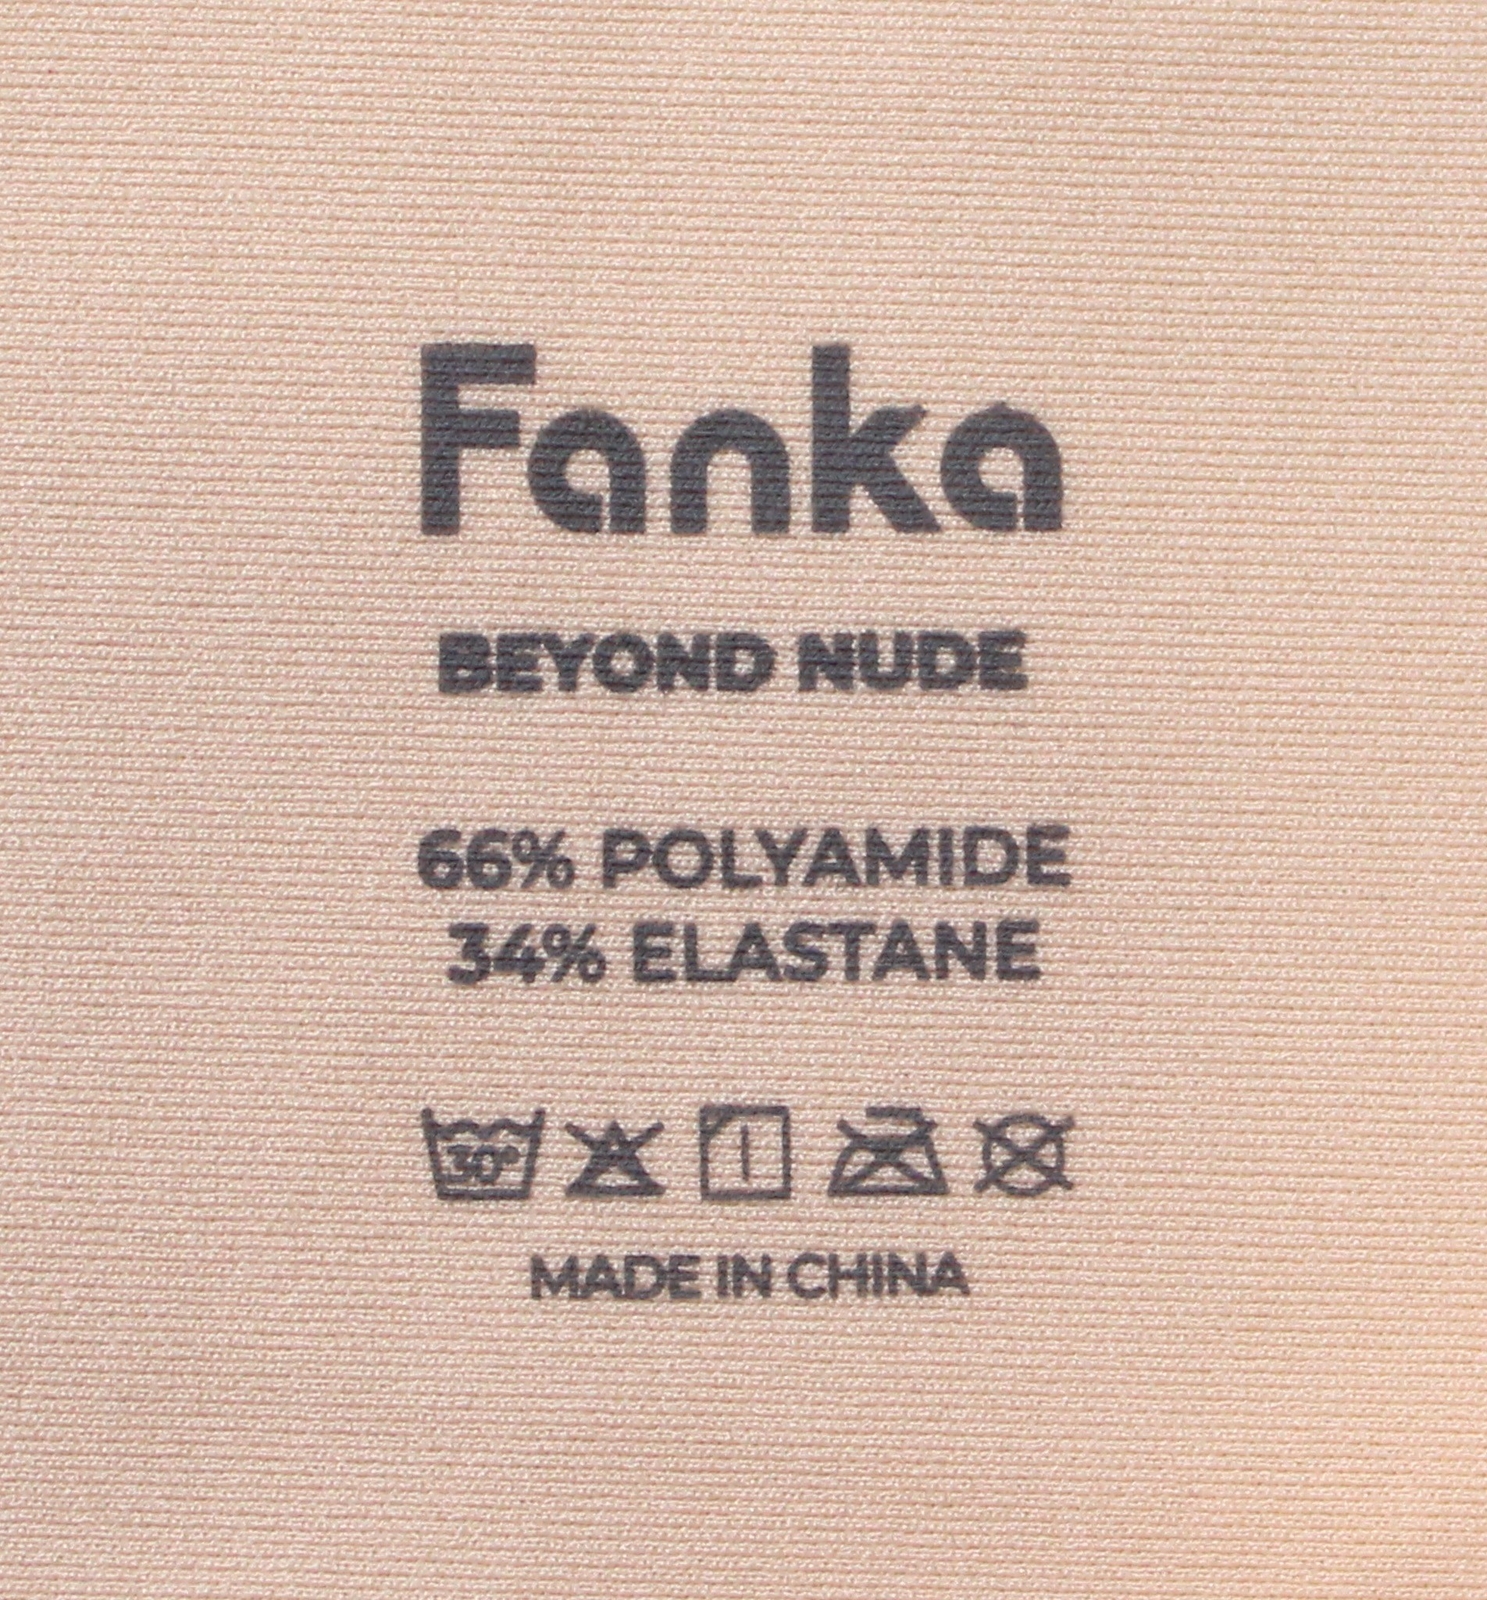 Fanka
BEYOND NUDE
66% POLYAMIDE
34% ELASTANE
30°
MADE IN CHINA